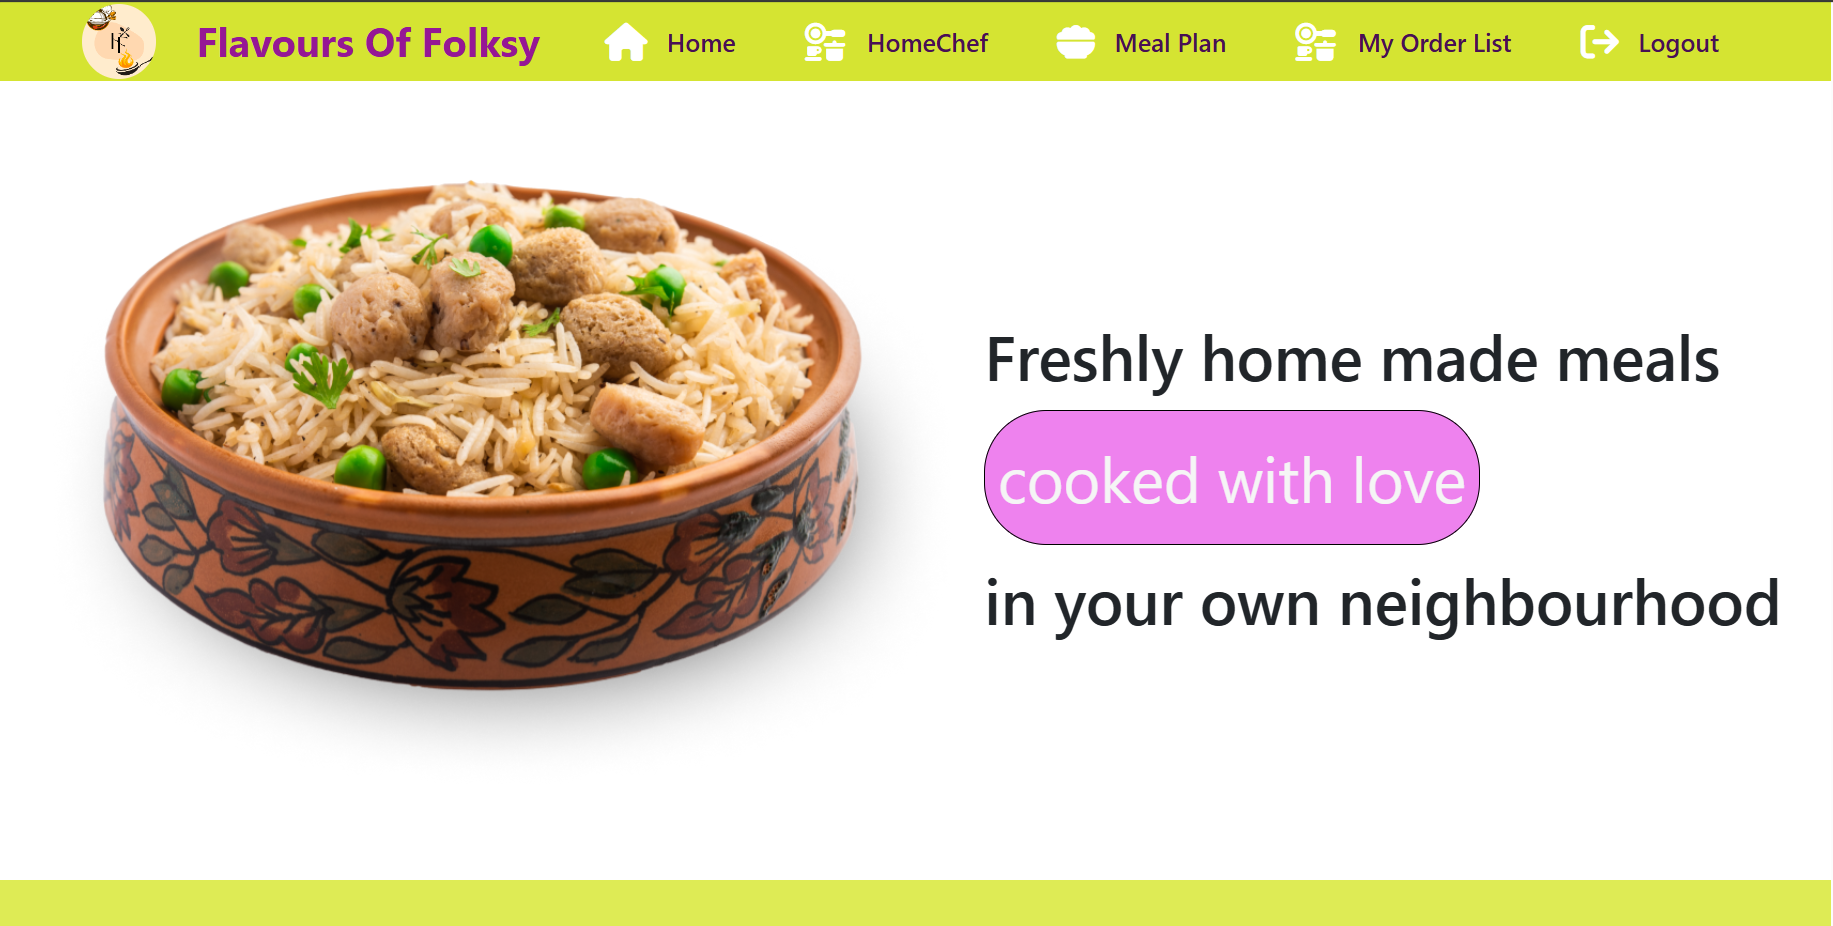 Flavours Of Folksy
Home
HomeChef
Meal Plan
My Order List
Logout
Freshly home made meals
cooked with love
in your own neighbourhood